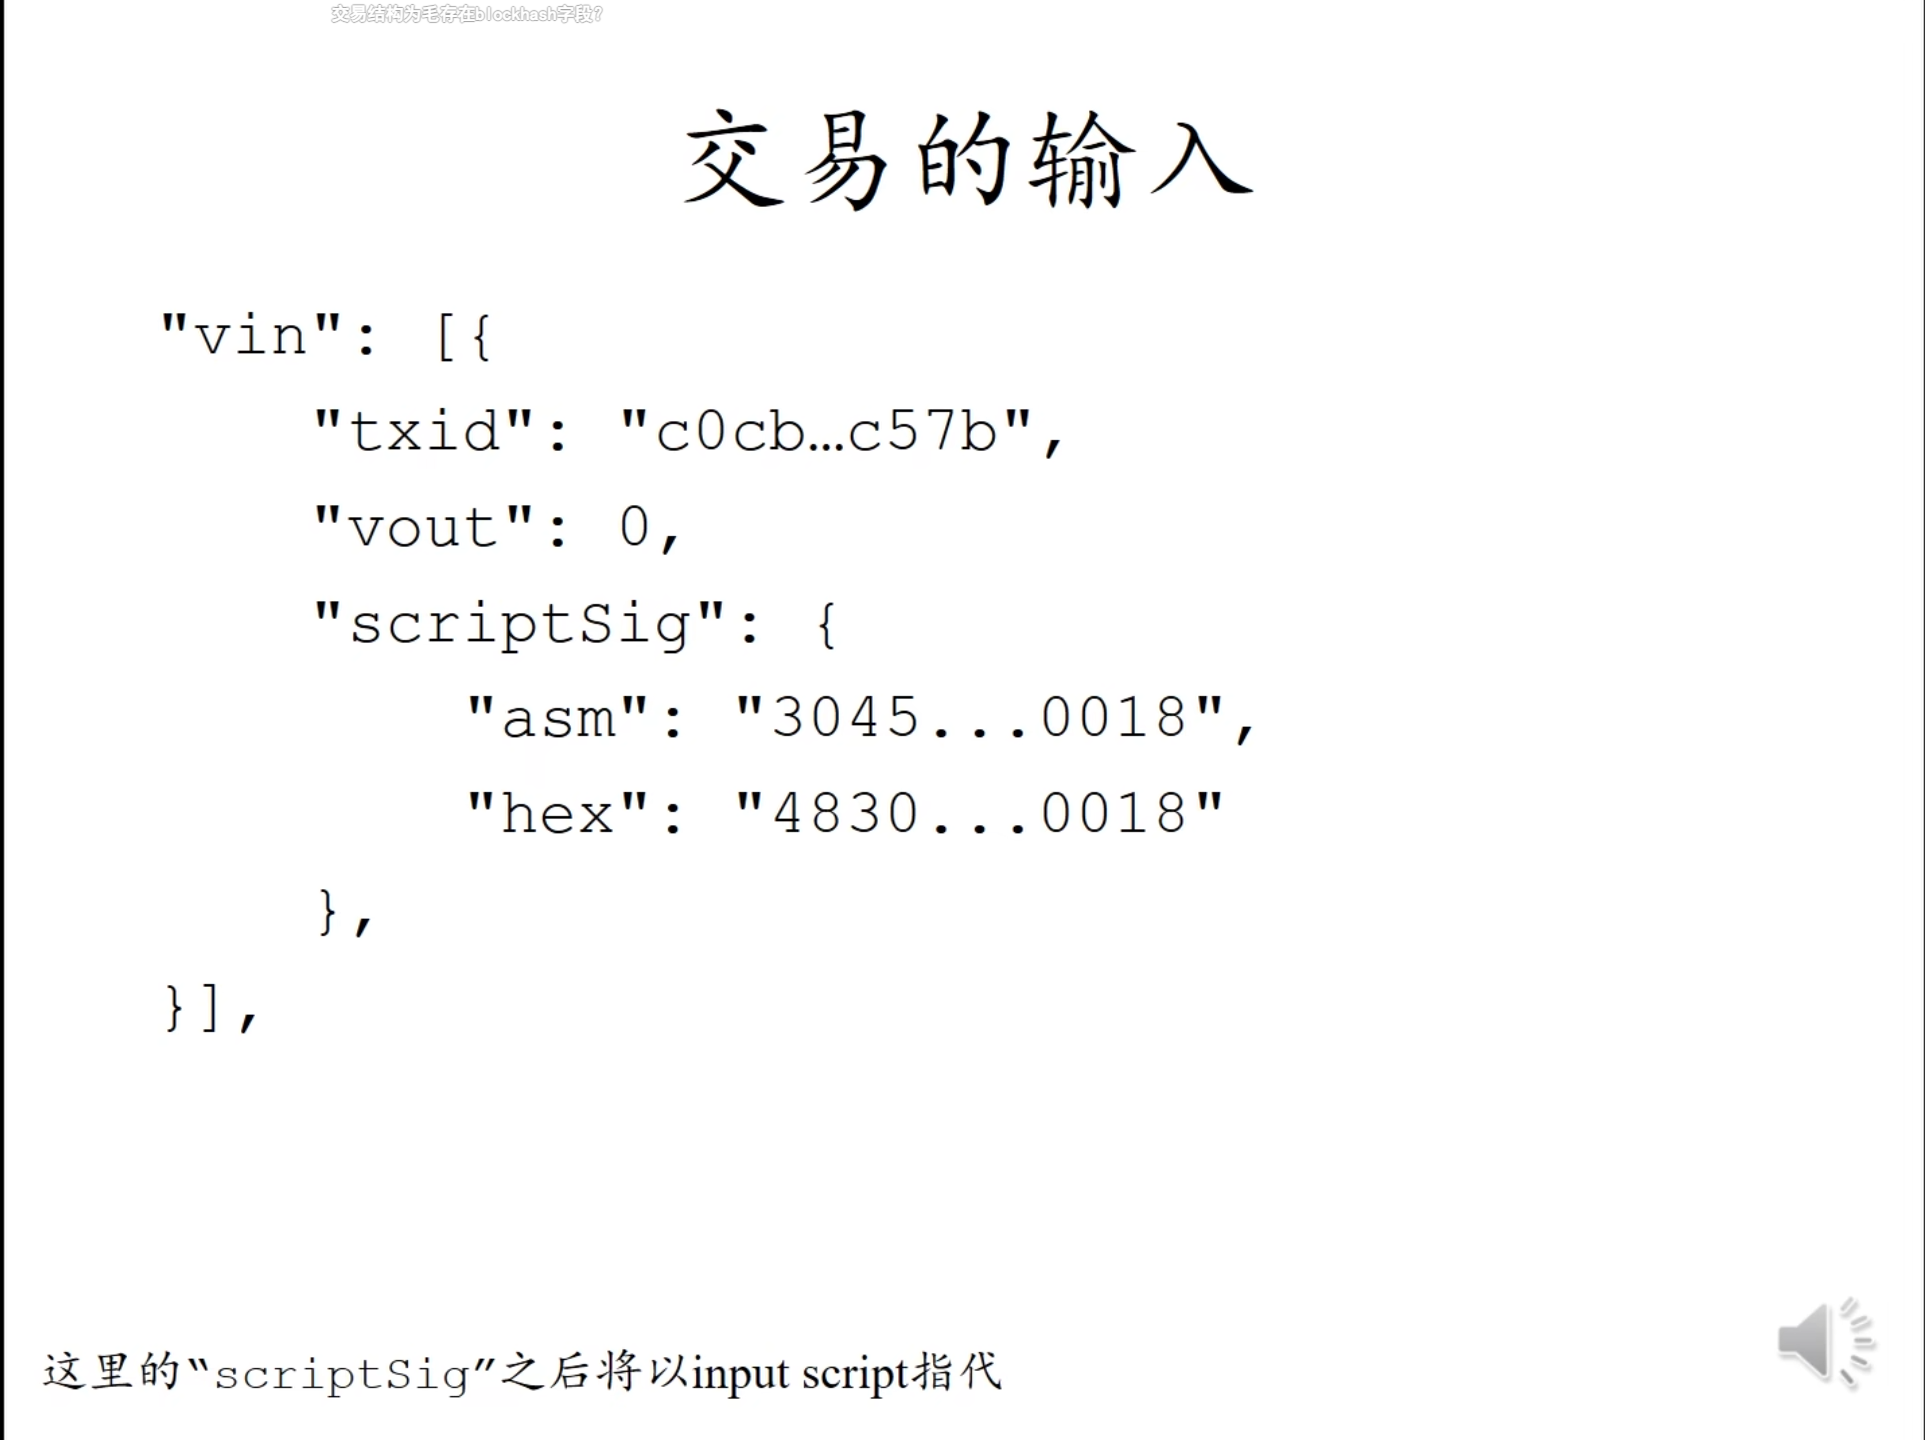 交易结构为毛存在blockhash字段？
交易的输入
"vin": [{
"txid": "c0cb…c57b",
"vout": 0,
"scriptSig": {
"asm": "3045...0018",
"hex": "4830...0018"
},
}],
这里的“scriptSig”之后将以input script指代